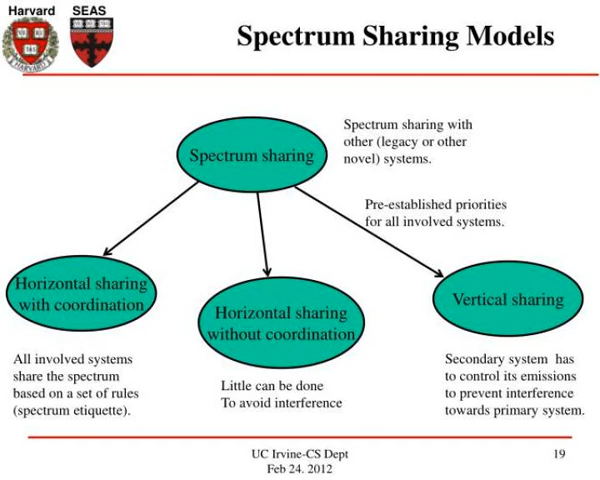 Harvard SEAS
Spectrum Sharing Models
Spectrum sharing
Spectrum sharing with
other (legacy or other
novel) systems.
Pre-established priorities
for all involved systems.
Horizontal sharing
with coordination
Horizontal sharing
without coordination
Vertical sharing
All involved systems
share the spectrum
based on a set of rules
(spectrum etiquette).
Little can be done
To avoid interference
Secondary system has
to control its emissions
to prevent interference
towards primary system.
UC Irvine-CS Dept
Feb 24. 2012
19